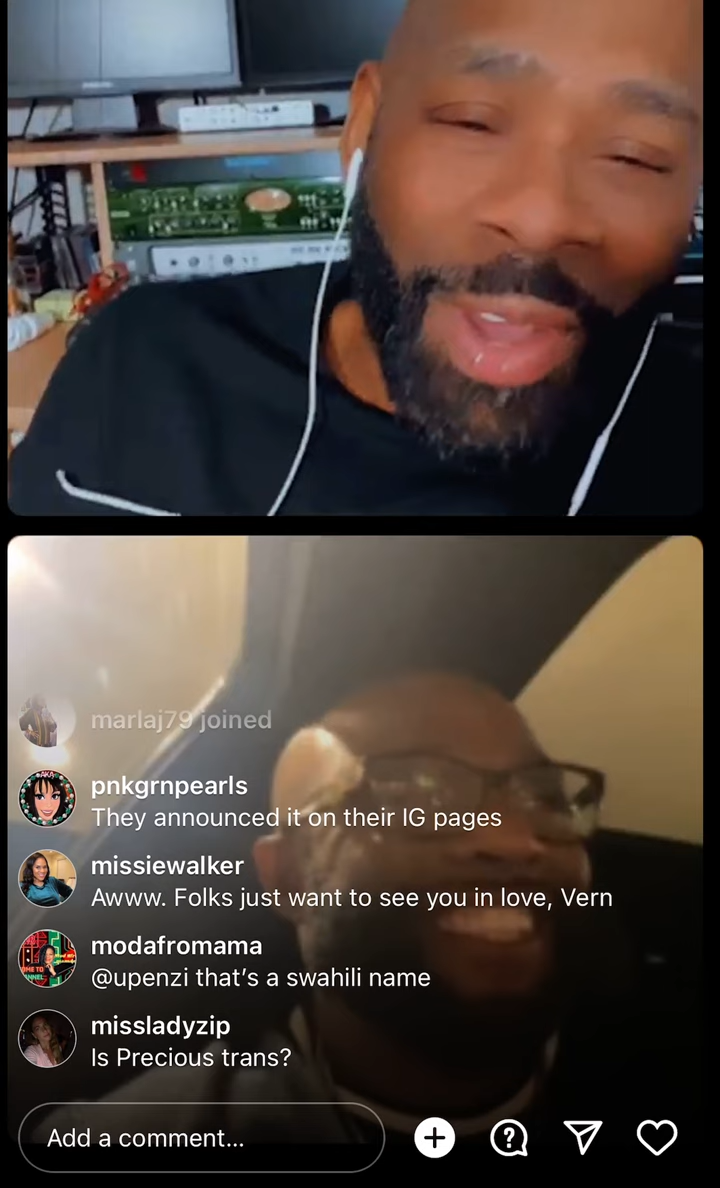 marlaj79 joined
pnkgrnpearls
They announced it on their IG pages
missiewalker
Awww. Folks just want to see you in love, Vern
modafromama
@upenzi that’s a swahili name
missladyzip
Is Precious trans?
Add a comment...